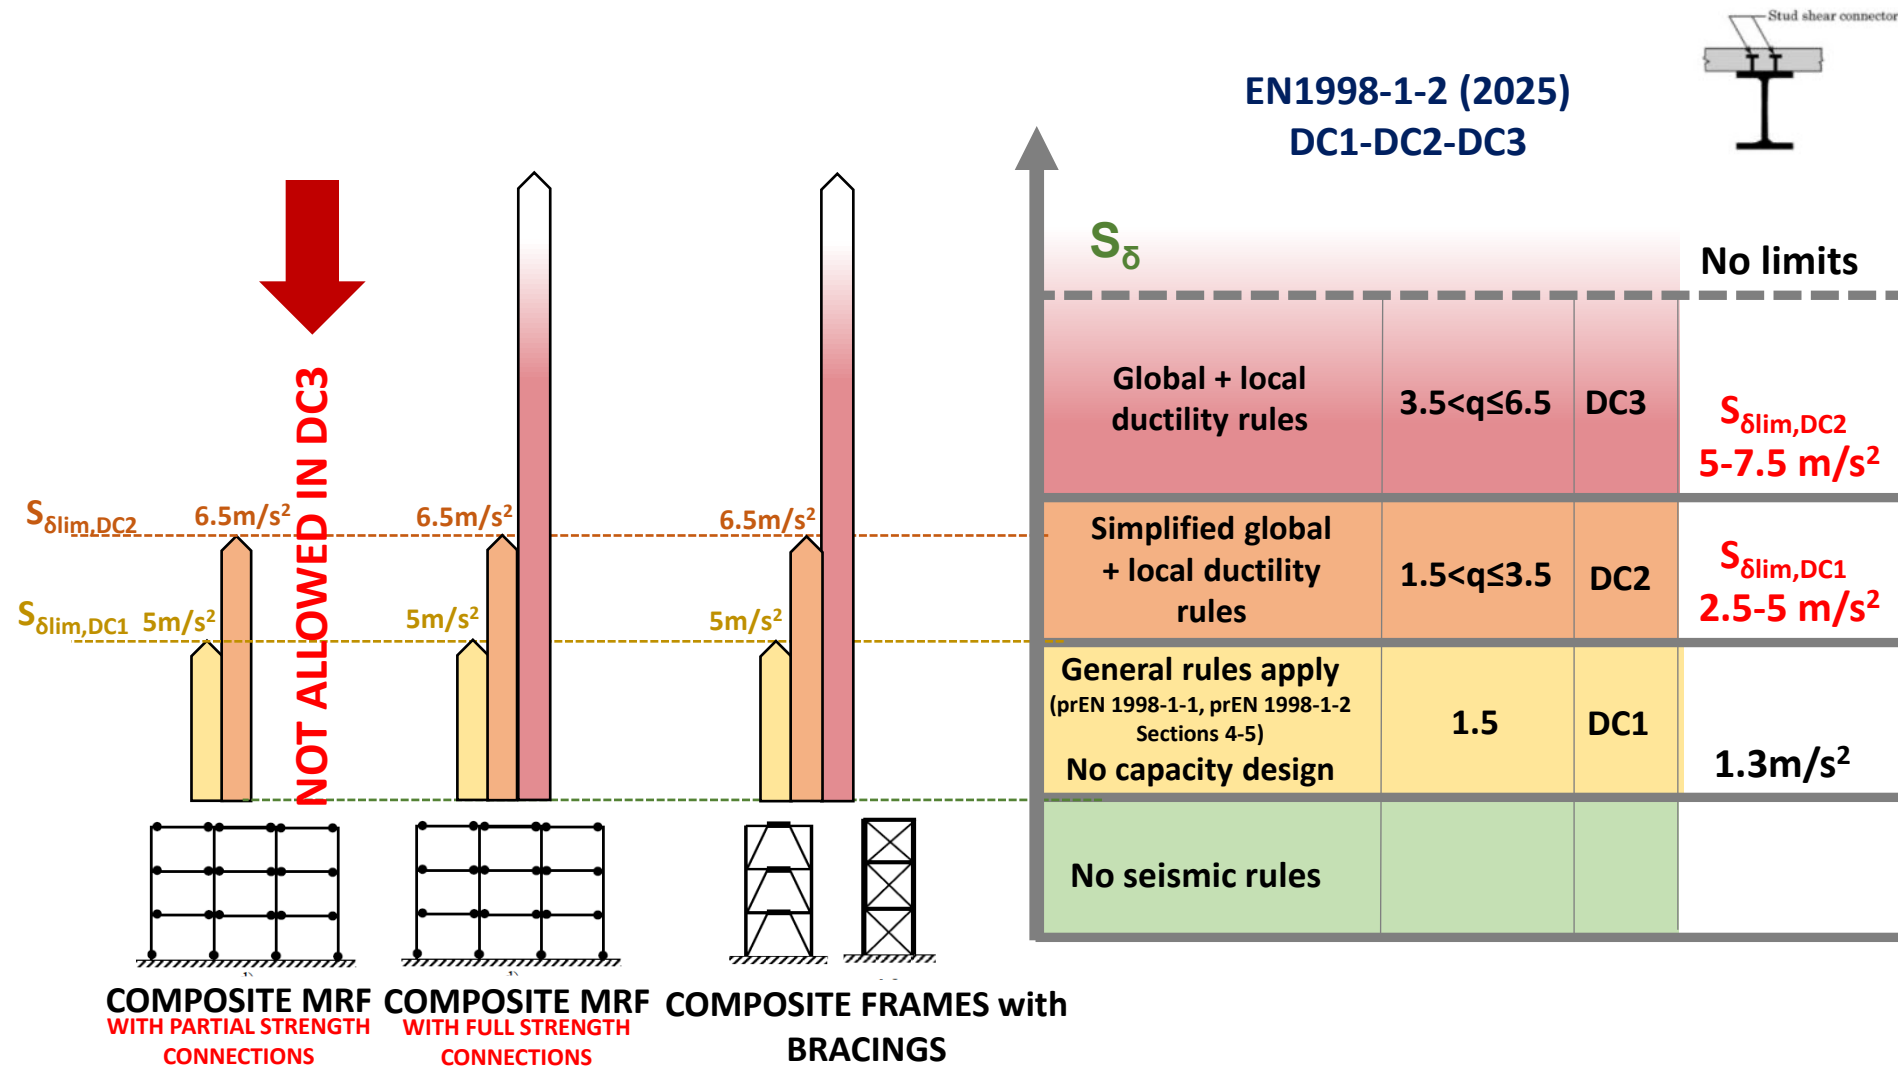 Stud shear connector
EN1998-1-2 (2025)
DC1-DC2-DC3
Sδ
No limits
Global + local
ductility rules
3.5<q≤6.5
DC3
Sδlim,DC2
5-7.5 m/s²
Simplified global
+ local ductility
rules
1.5<q≤3.5
DC2
Sδlim,DC1
2.5-5 m/s²
General rules apply
(prEN 1998-1-1, prEN 1998-1-2
Sections 4-5)
No capacity design
1.5
DC1
1.3m/s²
No seismic rules
NOT ALLOWED IN DC3
Sδlim,DC2
6.5m/s²
6.5m/s²
6.5m/s²
Sδlim,DC1
5m/s²
5m/s²
5m/s²
COMPOSITE MRF
WITH PARTIAL STRENGTH
CONNECTIONS
COMPOSITE MRF
WITH FULL STRENGTH
CONNECTIONS
COMPOSITE FRAMES with
BRACINGS